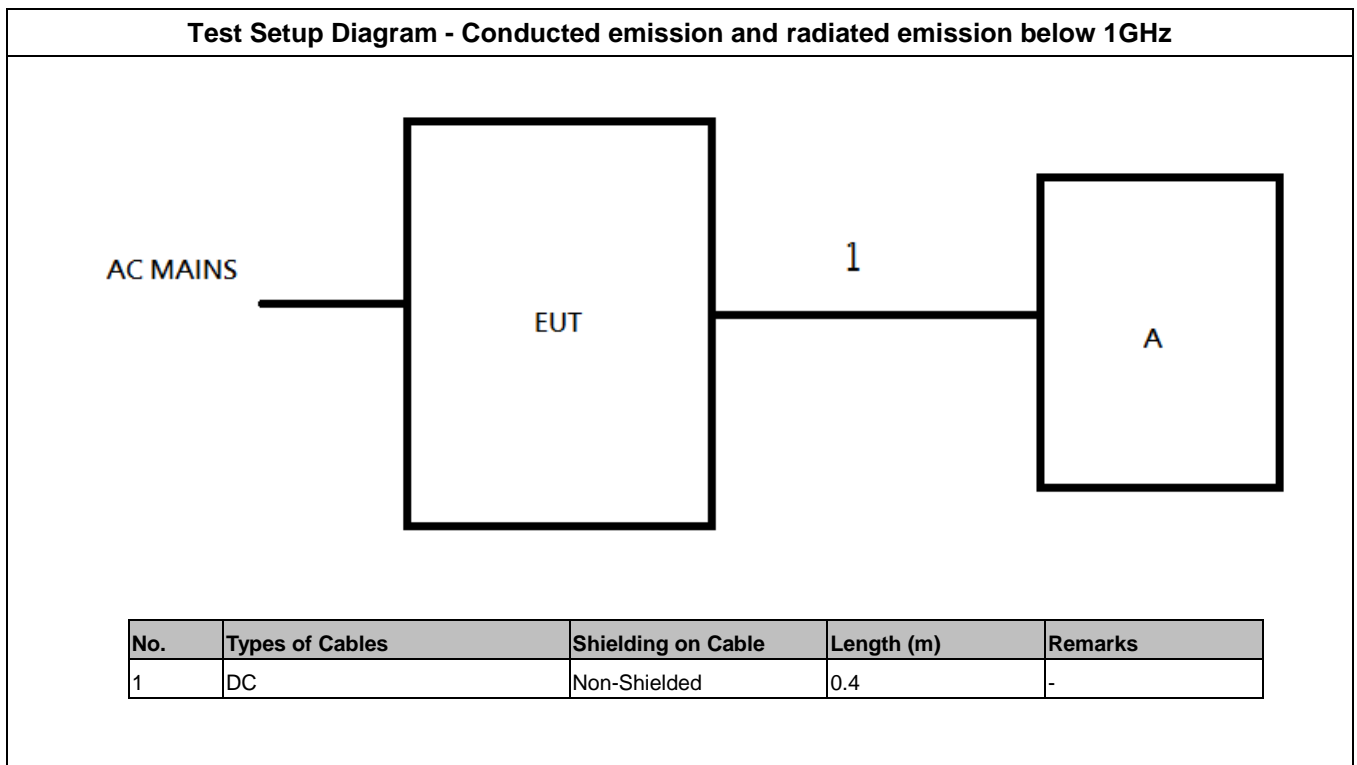 Test Setup Diagram - Conducted emission and radiated emission below 1GHz
AC MAINS
EUT
1
A
No. Types of Cables Shielding on Cable Length (m) Remarks
1 DC Non-Shielded 0.4 -